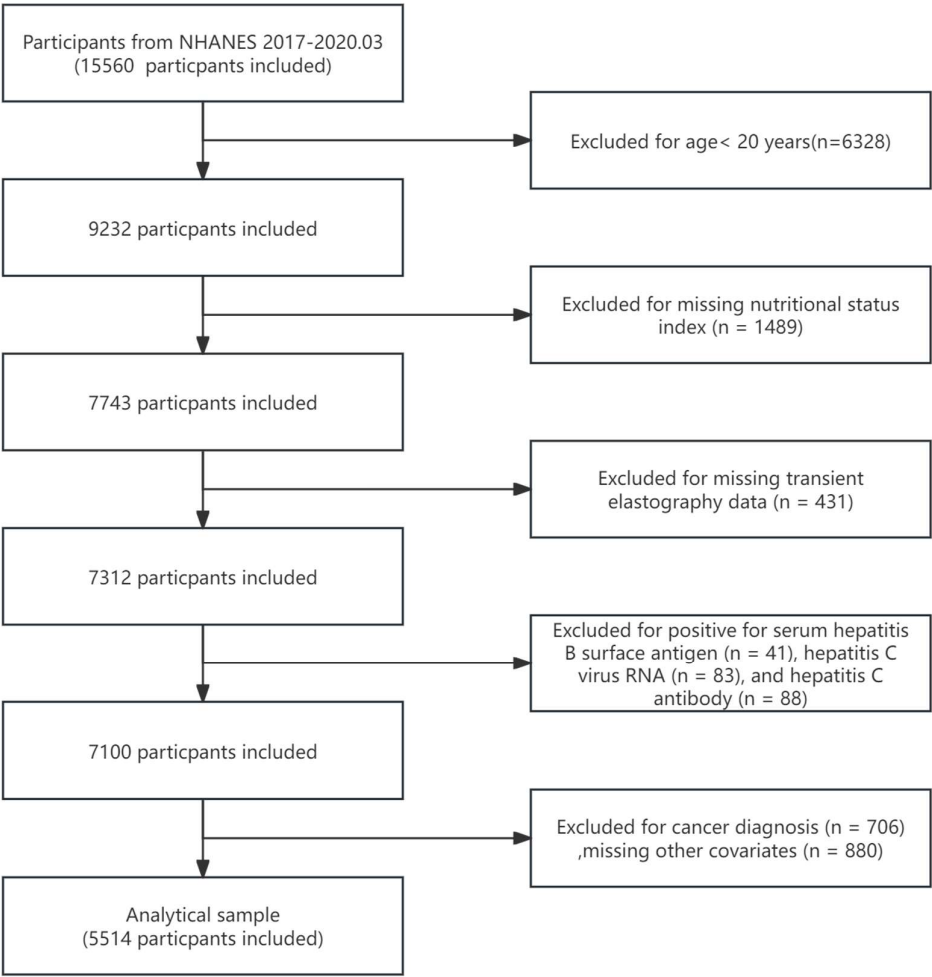 Participants from NHANES 2017-2020.03
(15560  particpants included)
Excluded for age< 20 years(n=6328)
9232 particpants included
Excluded for missing nutritional status
index (n = 1489)
7743 particpants included
Excluded for missing transient
elastography data (n = 431)
7312 particpants included
Excluded for positive for serum hepatitis
B surface antigen (n = 41), hepatitis C
virus RNA (n = 83), and hepatitis C
antibody (n = 88)
7100 particpants included
Excluded for cancer diagnosis (n = 706)
,missing other covariates (n = 880)
Analytical sample
(5514 particpants included)